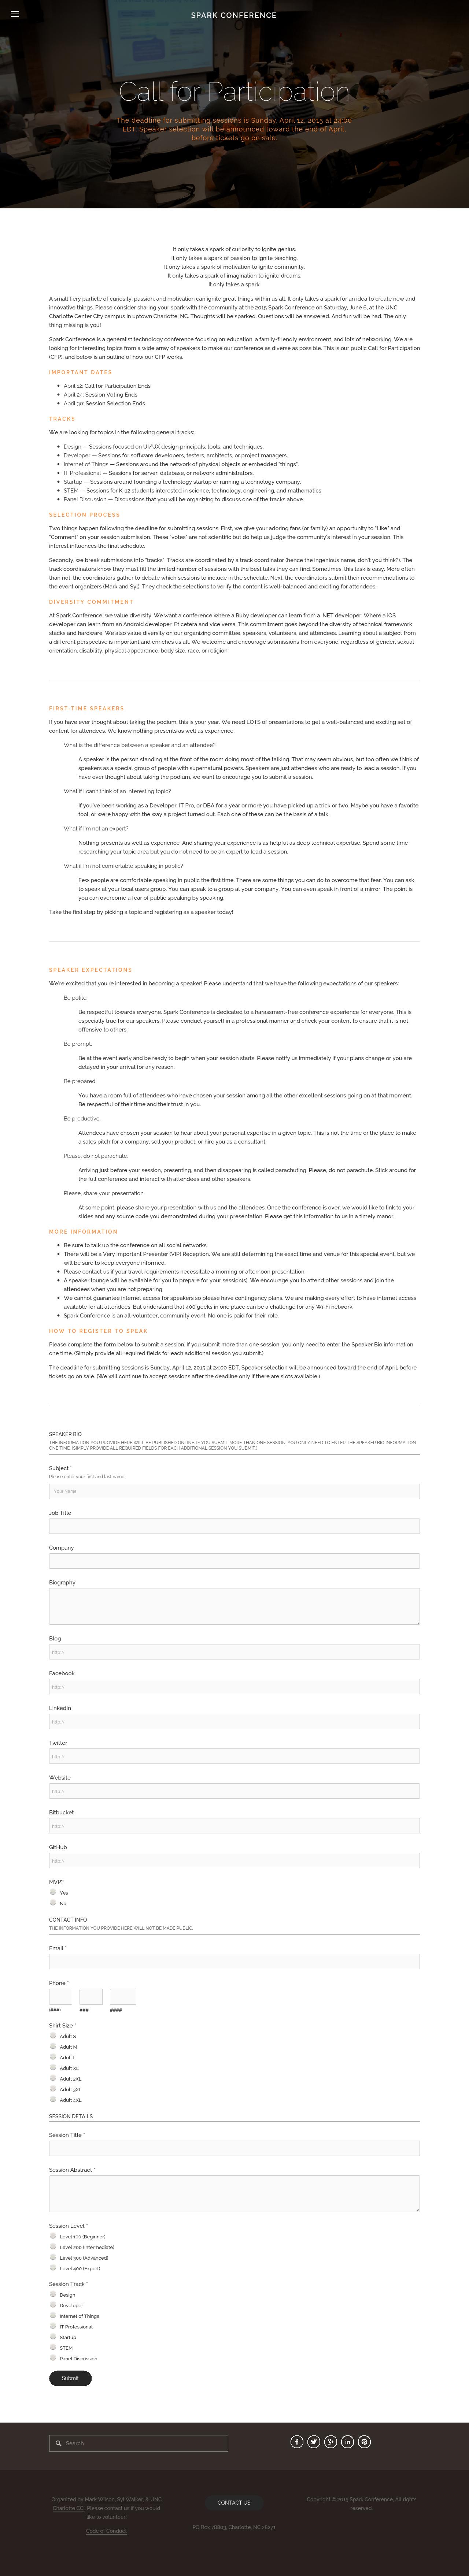 SPARK CONFERENCE
Call for Participation
The deadline for submitting sessions is Sunday, April 12, 2015 at 24:00
EDT. Speaker selection will be announced toward the end of April,
before tickets go on sale.
It only takes a spark of curiosity to ignite genius.
It only takes a spark of passion to ignite teaching.
It only takes a spark of motivation to ignite community.
It only takes a spark of imagination to ignite dreams.
It only takes a spark.
A small fiery particle of curiosity, passion, and motivation can ignite great things within us all. It only takes a spark for an idea to create new and
innovative things. Please consider sharing your spark with the community at the 2015 Spark Conference on Saturday, June 6, at the UNC
Charlotte Center City campus in uptown Charlotte, NC. Thoughts will be sparked. Questions will be answered. And fun will be had. The only
thing missing is you!
Spark Conference is a generalist technology conference focusing on education, a family-friendly environment, and lots of networking. We are
looking for interesting topics from a wide array of speakers to make our conference as diverse as possible. This is our public Call for Participation
(CFP), and below is an outline of how our CFP works.
IMPORTANT DATES
April 12: Call for Participation Ends
April 24: Session Voting Ends
April 30: Session Selection Ends
TRACKS
We are looking for topics in the following general tracks:
Design — Sessions focused on UI/UX design principals, tools, and techniques.
Developer — Sessions for software developers, testers, architects, or project managers.
Internet of Things — Sessions around the network of physical objects or embedded "things".
IT Professional — Sessions for server, database, or network administrators.
Startup — Sessions around founding a technology startup or running a technology company.
STEM — Sessions for K-12 students interested in science, technology, engineering, and mathematics.
Panel Discussion — Discussions that you will be organizing to discuss one of the tracks above.
SELECTION PROCESS
Two things happen following the deadline for submitting sessions. First, we give your adoring fans (or family) an opportunity to "Like" and
"Comment" on your session submission. These "votes" are not scientific but do help us judge the community's interest in your session. This
interest influences the final schedule.
Secondly, we break submissions into "tracks". Tracks are coordinated by a track coordinator (hence the ingenious name, don't you think?). The
track coordinators know they must fill the limited number of sessions with the best talks they can find. Sometimes, this task is easy. More often
than not, the coordinators gather to debate which sessions to include in the schedule. Next, the coordinators submit their recommendations to
the event organizers (Mark and Syl). They check the selections to verify the content is well-balanced and exciting for attendees.
DIVERSITY COMMITMENT
At Spark Conference, we value diversity. We want a conference where a Ruby developer can learn from a .NET developer. Where a iOS
developer can learn from an Android developer. Et cetera and vice versa. This commitment goes beyond the diversity of technical framework
stacks and hardware. We also value diversity on our organizing committee, speakers, volunteers, and attendees. Learning about a subject from
a different perspective is important and enriches us all. We welcome and encourage submissions from everyone, regardless of gender, sexual
orientation, disability, physical appearance, body size, race, or religion.
FIRST-TIME SPEAKERS
If you have ever thought about taking the podium, this is your year. We need LOTS of presentations to get a well-balanced and exciting set of
content for attendees. We know nothing presents as well as experience.
What is the difference between a speaker and an attendee?
A speaker is the person standing at the front of the room doing most of the talking. That may seem obvious, but too often we think of
speakers as a special group of people with supernatural powers. Speakers are just attendees who are ready to lead a session. If you
have ever thought about taking the podium, we want to encourage you to submit a session.
What if I can't think of an interesting topic?
If you've been working as a Developer, IT Pro, or DBA for a year or more you have picked up a trick or two. Maybe you have a favorite
tool, or were happy with the way a project turned out. Each one of these can be the basis of a talk.
What if I'm not an expert?
Nothing presents as well as experience. And sharing your experience is as helpful as deep technical expertise. Spend some time
researching your topic area but you do not need to be an expert to lead a session.
What if I'm not comfortable speaking in public?
Few people are comfortable speaking in public the first time. There are some things you can do to overcome that fear. You can ask
to speak at your local users group. You can speak to a group at your company. You can even speak in front of a mirror. The point is
you can overcome a fear of public speaking by speaking.
Take the first step by picking a topic and registering as a speaker today!
SPEAKER EXPECTATIONS
We're excited that you're interested in becoming a speaker! Please understand that we have the following expectations of our speakers:
Be polite.
Be respectful towards everyone. Spark Conference is dedicated to a harassment-free conference experience for everyone. This is
especially true for our speakers. Please conduct yourself in a professional manner and check your content to ensure that it is not
offensive to others.
Be prompt.
Be at the event early and be ready to begin when your session starts. Please notify us immediately if your plans change or you are
delayed in your arrival for any reason.
Be prepared.
You have a room full of attendees who have chosen your session among all the other excellent sessions going on at that moment.
Be respectful of their time and their trust in you.
Be productive.
Attendees have chosen your session to hear about your personal expertise in a given topic. This is not the time or the place to make
a sales pitch for a company, sell your product, or hire you as a consultant.
Please, do not parachute.
Arriving just before your session, presenting, and then disappearing is called parachuting. Please, do not parachute. Stick around for
the full conference and interact with attendees and other speakers.
Please, share your presentation.
At some point, please share your presentation with us and the attendees. Once the conference is over, we would like to link to your
slides and any source code you demonstrated during your presentation. Please get this information to us in a timely manor.
MORE INFORMATION
Be sure to talk up the conference on all social networks.
There will be a Very Important Presenter (VIP) Reception. We are still determining the exact time and venue for this special event, but we
will be sure to keep everyone informed.
Please contact us if your travel requirements necessitate a morning or afternoon presentation.
A speaker lounge will be available for you to prepare for your session(s). We encourage you to attend other sessions and join the
attendees when you are not preparing.
We cannot guarantee internet access for speakers so please have contingency plans. We are making every effort to have internet access
available for all attendees. But understand that 400 geeks in one place can be a challenge for any Wi-Fi network.
Spark Conference is an all-volunteer, community event. No one is paid for their role.
HOW TO REGISTER TO SPEAK
Please complete the form below to submit a session. If you submit more than one session, you only need to enter the Speaker Bio information
one time. (Simply provide all required fields for each additional session you submit.)
The deadline for submitting sessions is Sunday, April 12, 2015 at 24:00 EDT. Speaker selection will be announced toward the end of April, before
tickets go on sale. (We will continue to accept sessions after the deadline only if there are slots available.)
SPEAKER BIO
THE INFORMATION YOU PROVIDE HERE WILL BE PUBLISHED ONLINE. IF YOU SUBMIT MORE THAN ONE SESSION, YOU ONLY NEED TO ENTER THE SPEAKER BIO INFORMATION
ONE TIME. (SIMPLY PROVIDE ALL REQUIRED FIELDS FOR EACH ADDITIONAL SESSION YOU SUBMIT.)
Subject *
Please enter your first and last name.
Your Name
Job Title
Company
Biography
Blog
http://
Facebook
http://
LinkedIn
http://
Twitter
http://
Website
http://
Bitbucket
http://
GitHub
http://
MVP?
Yes
No
CONTACT INFO
THE INFORMATION YOU PROVIDE HERE WILL NOT BE MADE PUBLIC.
Email *
Phone *
(###) ### ####
Shirt Size *
Adult S
Adult M
Adult L
Adult XL
Adult 2XL
Adult 3XL
Adult 4XL
SESSION DETAILS
Session Title *
Session Abstract *
Session Level *
Level 100 (Beginner)
Level 200 (Intermediate)
Level 300 (Advanced)
Level 400 (Expert)
Session Track *
Design
Developer
Internet of Things
IT Professional
Startup
STEM
Panel Discussion
Submit
Search
Organized by Mark Wilson, Syl Walker, & UNC
Charlotte CCI. Please contact us if you would
like to volunteer!
Code of Conduct
CONTACT US
PO Box 78803, Charlotte, NC 28271
Copyright © 2015 Spark Conference. All rights
reserved.